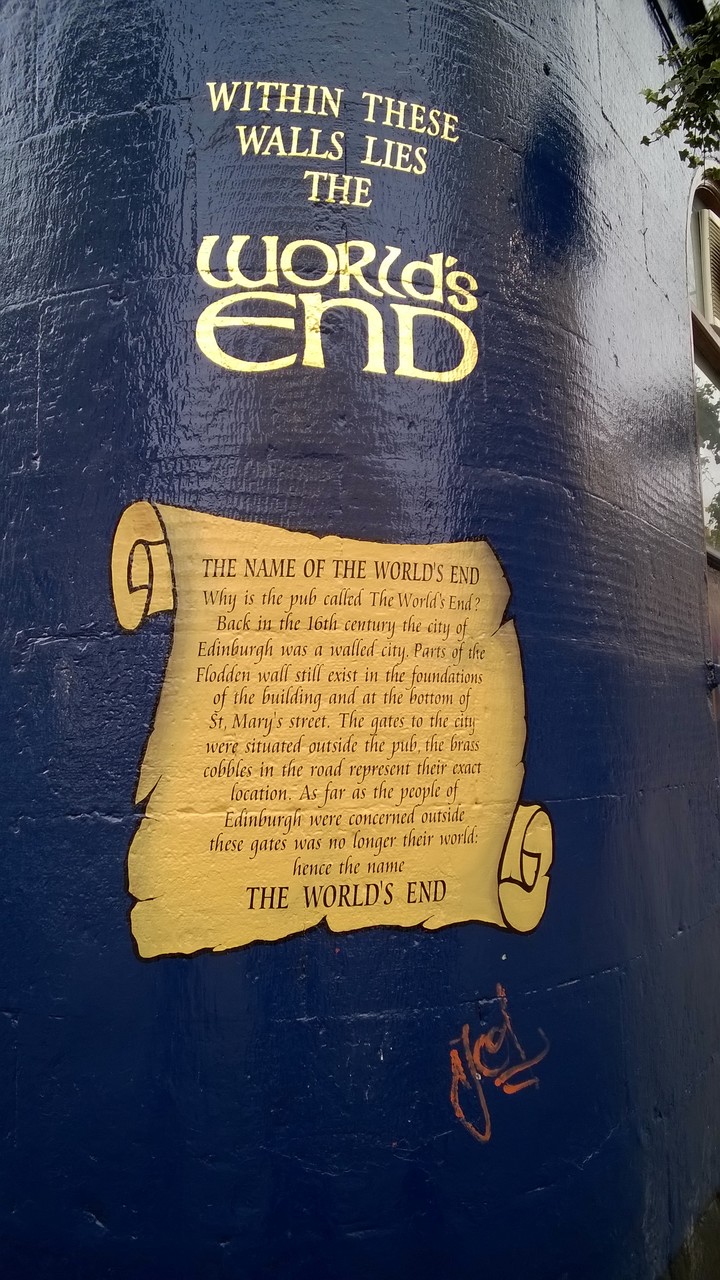 WITHIN THESE
WALLS LIES
THE
WORLD'S
END
THE NAME OF THE WORLD'S END
Why is the pub called The World's End?
Back in the 16th century the city of
Edinburgh was a walled city. Parts of the
Flodden wall still exist in the foundations
of the building and at the bottom of
St, Mary's street. The gates to the city
were situated outside the pub, the brass
cobbles in the road represent their exact
location. As far as the people of
Edinburgh were concerned outside
these gates was no longer their world:
hence the name
THE WORLD'S END